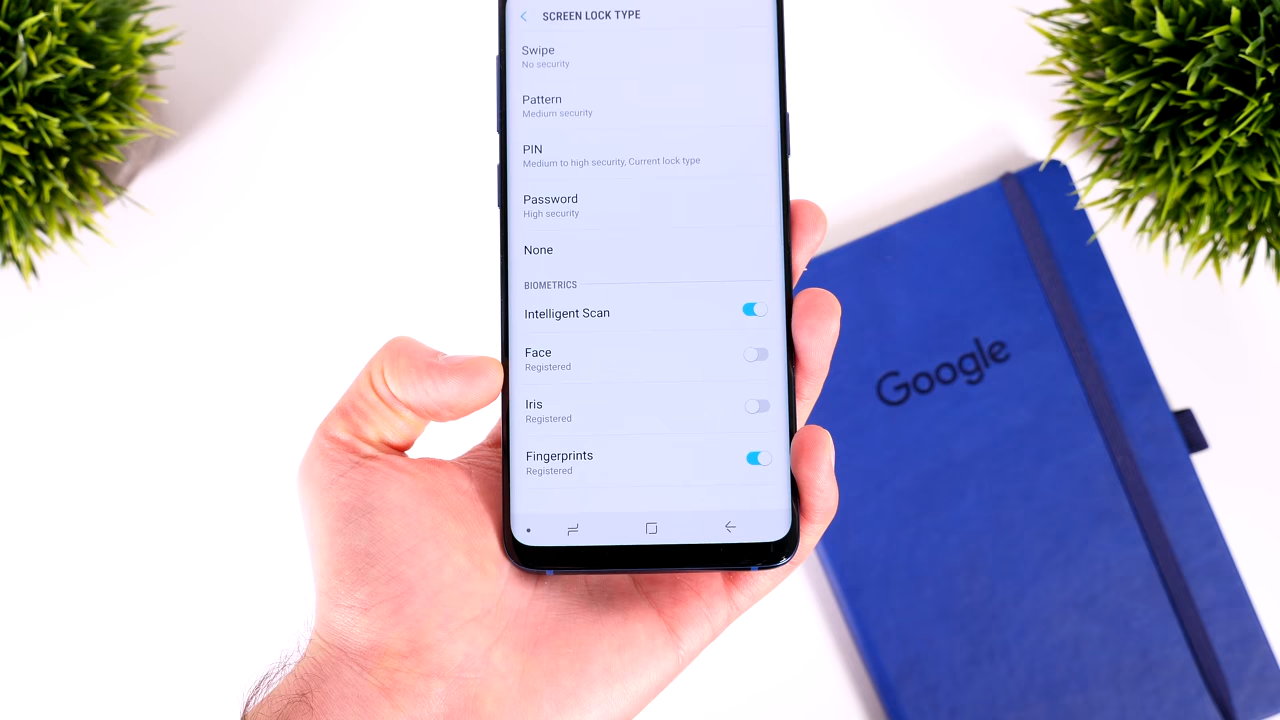 SCREEN LOCK TYPE
Swipe
No security
Pattern
Medium security
PIN
Medium to high security, Current lock type
Password
High security
None
BIOMETRICS
Intelligent Scan
Face
Registered
Iris
Registered
Fingerprints
Registered
Google